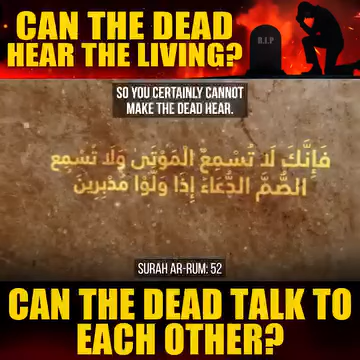 CAN THE DEAD
HEAR THE LIVING?
R.I.P
SO YOU CERTAINLY CANNOT
MAKE THE DEAD HEAR.
فَإِنَّكَ لَا تُسْمِعُ الْمَوْتَىٰ وَلَا تُسْمِعُ
الصُّمَّ الدُّعَاءَ إِذَا وَلَّوْا مُدْبِرِينَ
SURAH AR-RUM: 52
CAN THE DEAD TALK TO
EACH OTHER?